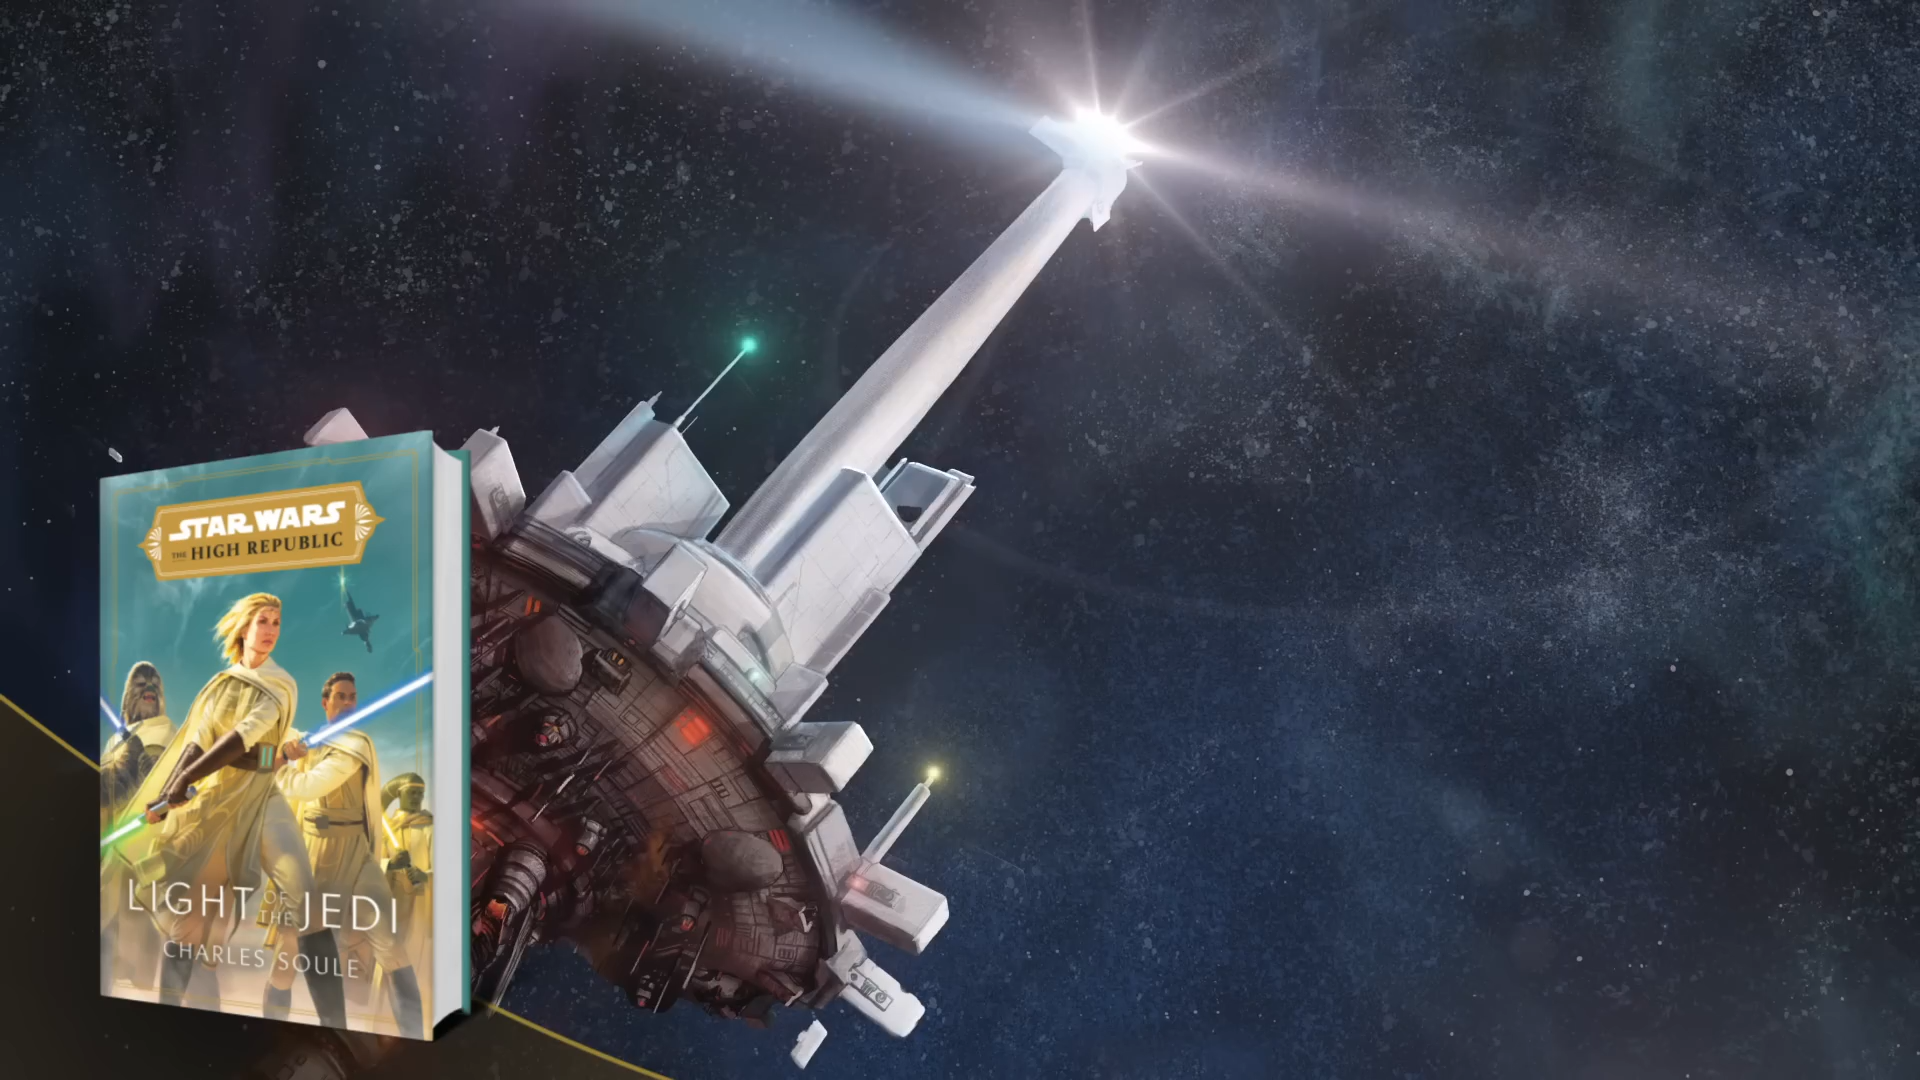 STAR WARS
THE HIGH REPUBLIC
LIGHT OF THE JEDI
CHARLES SOULE